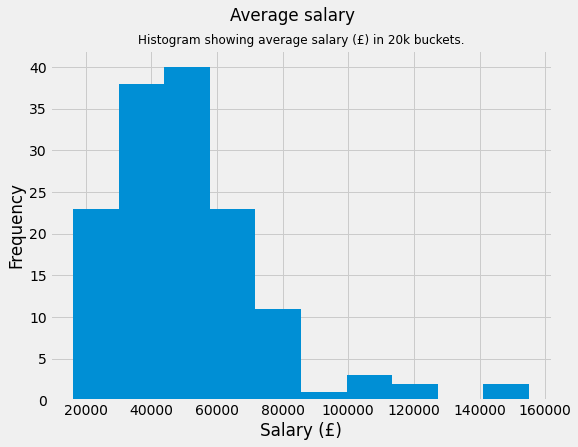 Average salary
Histogram showing average salary (£) in 20k buckets.
40
35
30
25
20
15
10
5
0
Frequency
20000 40000 60000 80000 100000 120000 140000 160000
Salary (£)